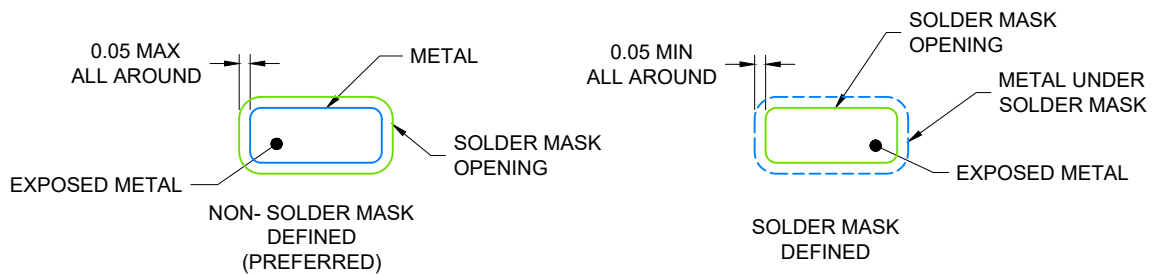 0.05 MAX
ALL AROUND
METAL
SOLDER MASK
OPENING
EXPOSED METAL
NON- SOLDER MASK
DEFINED
(PREFERRED)
0.05 MIN
ALL AROUND
SOLDER MASK
OPENING
METAL UNDER
SOLDER MASK
EXPOSED METAL
SOLDER MASK
DEFINED